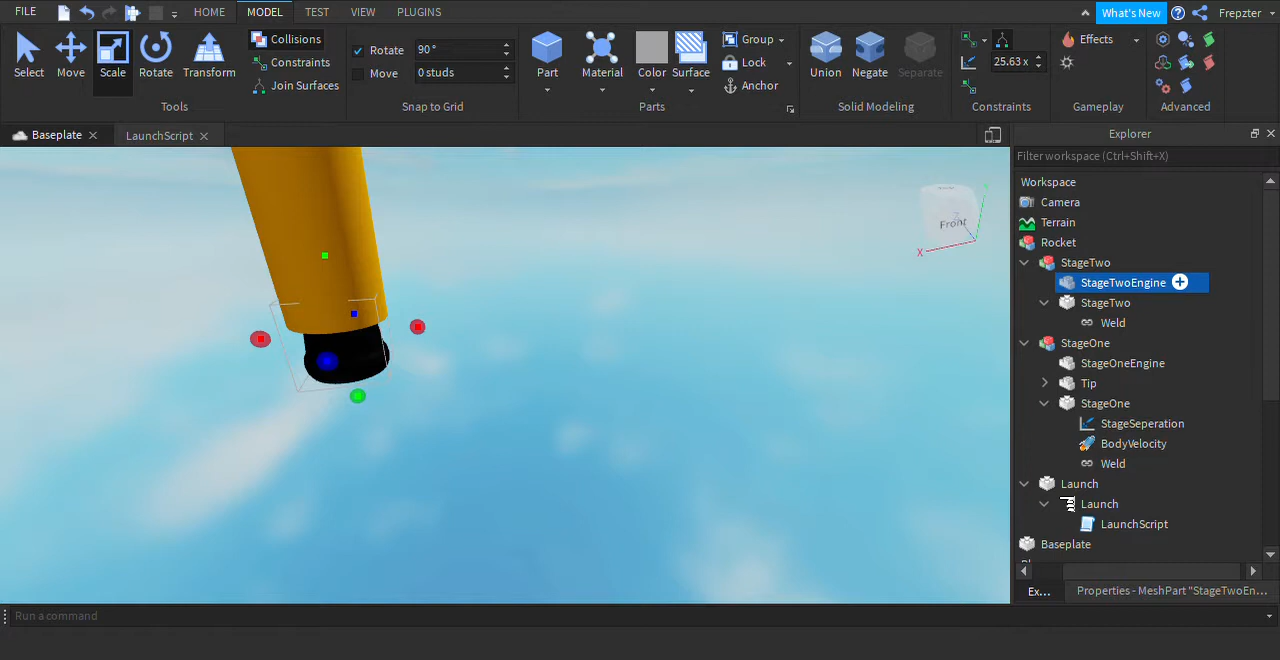 FILE HOME MODEL TEST VIEW PLUGINS What's New Frepzter
Select Move Scale Rotate Transform
Collisions
Constraints
Join Surfaces
Tools
Rotate 90 °
Move 0 studs
Snap to Grid
Part Material Color Surface
Group
Lock
Anchor
Parts
Union Negate Separate
Solid Modeling
25.63 x
Constraints
Effects
Gameplay
Advanced
Baseplate LaunchScript
Explorer
Filter workspace (Ctrl+Shift+X)
Workspace
Camera
Terrain
Rocket
StageTwo
StageTwoEngine
StageTwo
Weld
StageOne
StageOneEngine
Tip
StageOne
StageSeperation
BodyVelocity
Weld
Launch
Launch
LaunchScript
Baseplate
Front
X
Ex... Properties - MeshPart "StageTwoEn...
Run a command